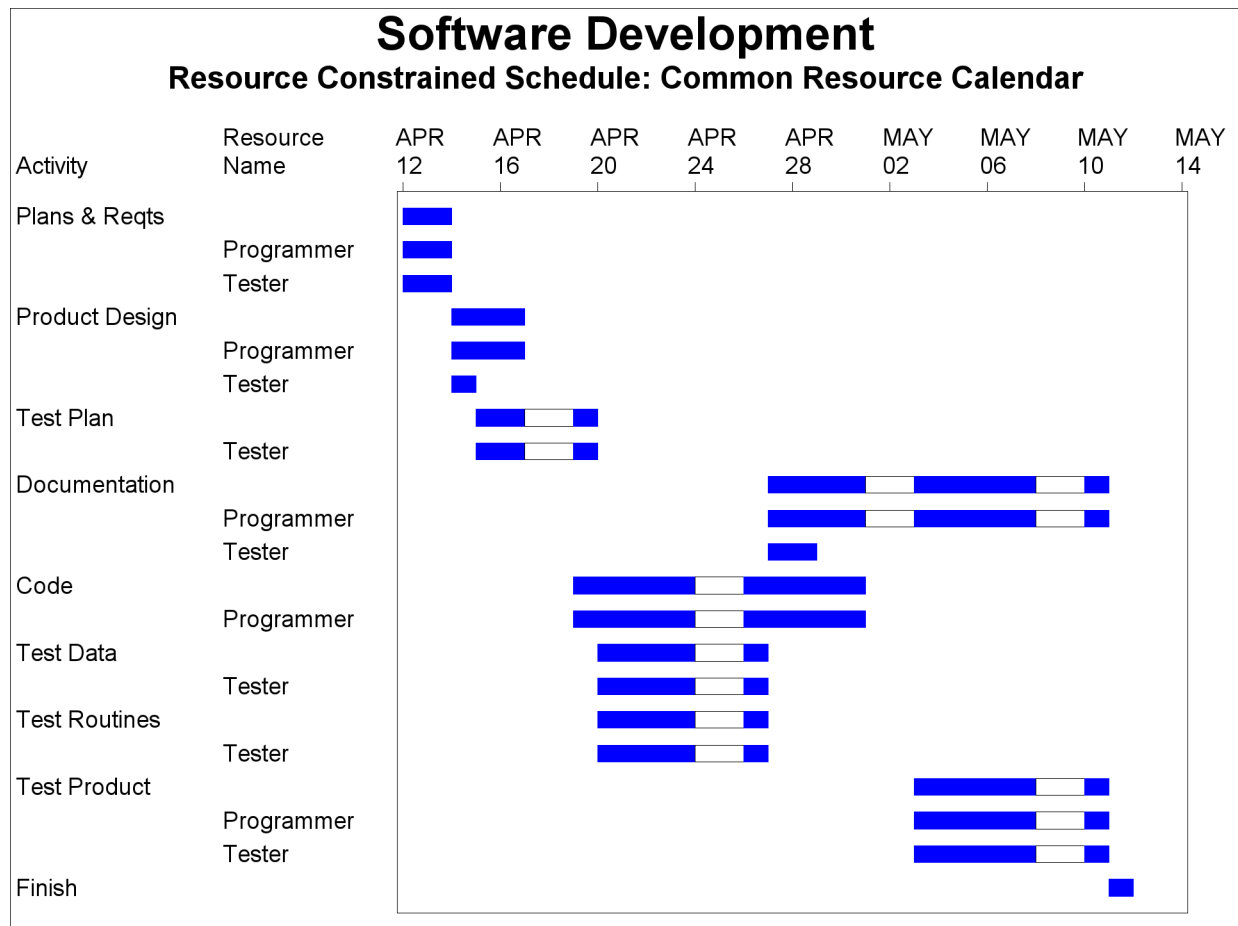 Software Development
Resource Constrained Schedule: Common Resource Calendar
Resource APR APR APR APR APR MAY MAY MAY MAY
Activity Name 12 16 20 24 28 02 06 10 14
Plans & Reqts
Programmer
Tester
Product Design
Programmer
Tester
Test Plan
Tester
Documentation
Programmer
Tester
Code
Programmer
Test Data
Tester
Test Routines
Tester
Test Product
Programmer
Tester
Finish